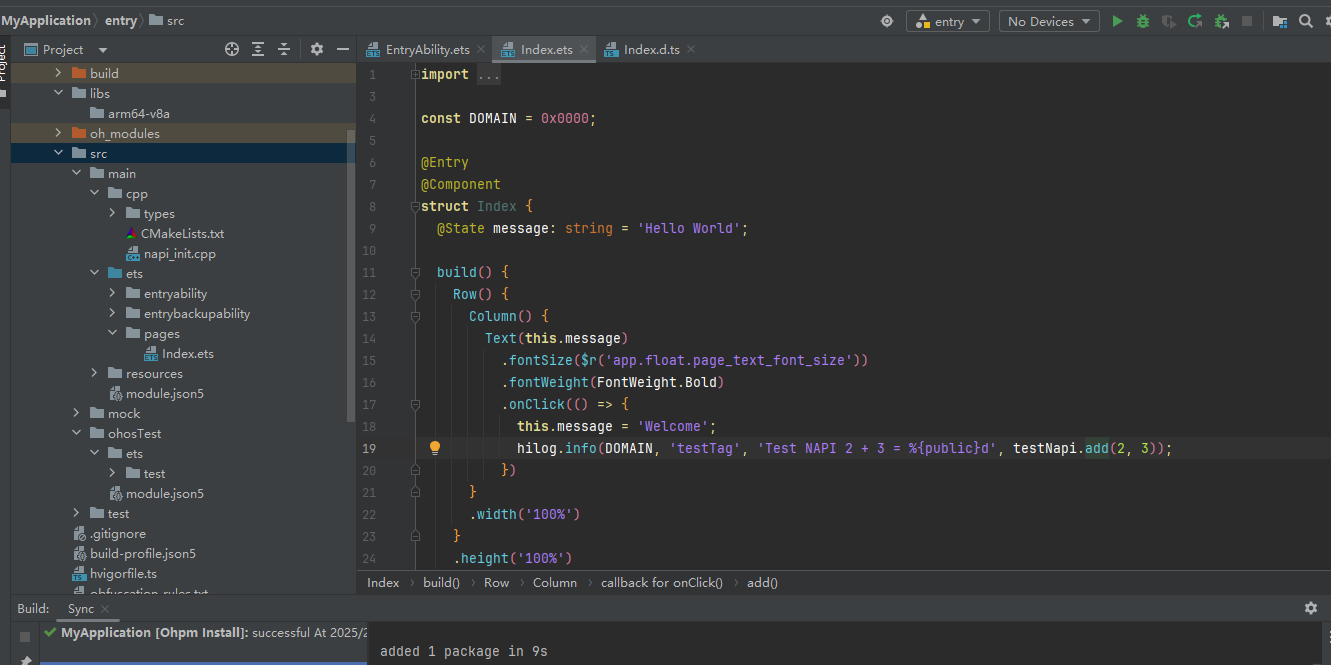 MyApplication entry src
entry No Devices
Project
Project
EntryAbility.ets Index.ets Index.d.ts
build
libs
arm64-v8a
oh_modules
src
main
cpp
types
CMakeLists.txt
napi_init.cpp
ets
entryability
entrybackupability
pages
Index.ets
resources
module.json5
mock
ohosTest
ets
test
module.json5
test
.gitignore
build-profile.json5
hvigorfile.ts
obfuscation-rules.txt
1 import ...
3
4 const DOMAIN = 0x0000;
5
6 @Entry
7 @Component
8 struct Index {
9 @State message: string = 'Hello World';
10
11 build() {
12 Row() {
13 Column() {
14 Text(this.message)
15 .fontSize($r('app.float.page_text_font_size'))
16 .fontWeight(FontWeight.Bold)
17 .onClick(() => {
18 this.message = 'Welcome';
19 hilog.info(DOMAIN, 'testTag', 'Test NAPI 2 + 3 = %{public}d', testNapi.add(2, 3));
20 })
21 }
22 .width('100%')
23 }
24 .height('100%')
Index build() Row Column callback for onClick() add()
Build: Sync
MyApplication [Ohpm Install]: successful At 2025/2
added 1 package in 9s